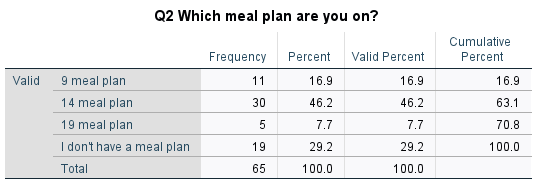 Q2 Which meal plan are you on?
Frequency Percent Valid Percent Cumulative Percent
Valid 9 meal plan 11 16.9 16.9 16.9
14 meal plan 30 46.2 46.2 63.1
19 meal plan 5 7.7 7.7 70.8
I don't have a meal plan 19 29.2 29.2 100.0
Total 65 100.0 100.0